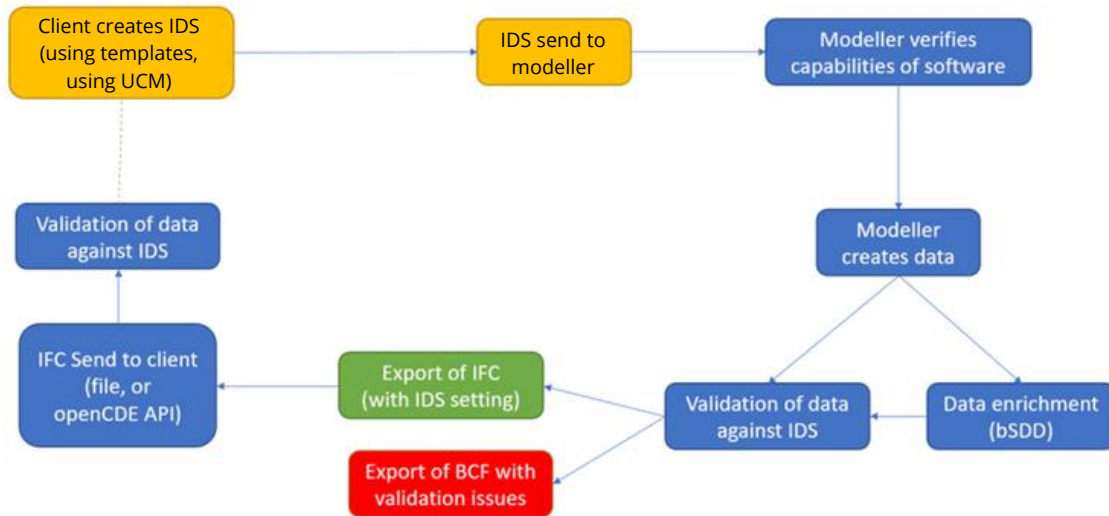 Client creates IDS
(using templates,
using UCM)
IDS send to
modeller
Modeller verifies
capabilities of software
Validation of data
against IDS
Modeller
creates data
IFC Send to client
(file, or
openCDE API)
Export of IFC
(with IDS setting)
Validation of data
against IDS
Data enrichment
(bSDD)
Export of BCF with
validation issues